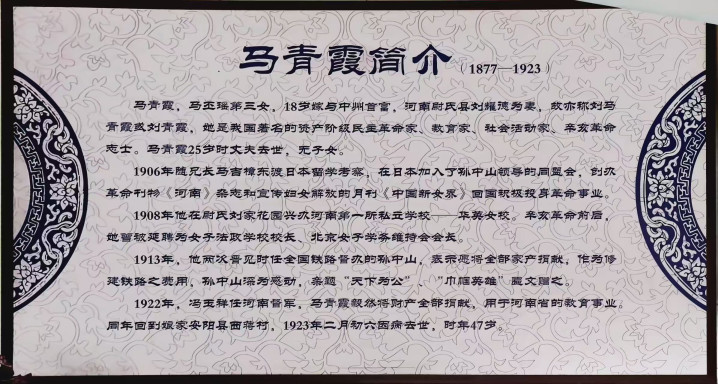 马青霞简介（1877—1923）
马青霞，马丕瑶第三女，18岁嫁与中州首富，河南尉氏县刘耀德为妻，故亦称刘马
青霞或刘青霞，她是我国著名的资产阶级民主革命家、教育家、社会活动家、辛亥革命
志士。马青霞25岁时丈夫去世，无子女。
1906年随兄长马吉樟东渡日本留学考察，在日本加入了孙中山领导的同盟会，创办
革命刊物《河南》杂志和宣传妇女解放的月刊《中国新女界》回国积极投身革命事业。
1908年他在尉氏刘家花园兴办河南第一所私立学校——华英女校。辛亥革命前后，
她曾被延聘为女子法政学校校长、北京女子学务维持会会长。
1913年，他两次晋见时任全国铁路督办的孙中山，表示愿将全部家产捐献，作为修
建铁路之费用，孙中山深为感动，亲题“天下为公”、“巾帼英雄”匾文赠之。
1922年，冯玉祥任河南督军，马青霞毅然将财产全部捐献，用于河南省的教育事业。
同年回到娘家安阳县西蒋村，1923年二月初六因病去世，时年47岁。